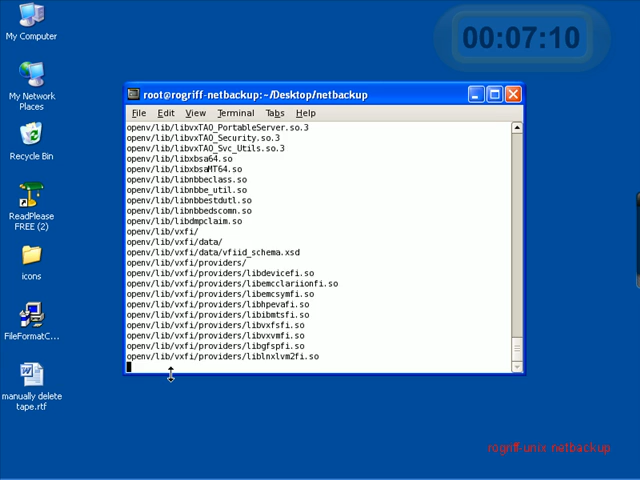 My Computer
My Network
Places
Recycle Bin
ReadPlease
FREE (2)
icons
FileFormatC...
manually delete
tape.rtf
00:07:10
root@rogriff-netbackup:~/Desktop/netbackup
File Edit View Terminal Tabs Help
openv/lib/libvxTAO_PortableServer.so.3
openv/lib/libvxTAO_Security.so.3
openv/lib/libvxTAO_Svc_Utils.so.3
openv/lib/libxbsa64.so
openv/lib/libxbsaMT64.so
openv/lib/libnbbeclass.so
openv/lib/libnbbe_util.so
openv/lib/libnbbestdutl.so
openv/lib/libnbbedscomn.so
openv/lib/libdmpclaim.so
openv/lib/vxfi/
openv/lib/vxfi/data/
openv/lib/vxfi/data/vfiid_schema.xsd
openv/lib/vxfi/providers/
openv/lib/vxfi/providers/libdevicefi.so
openv/lib/vxfi/providers/libemcclariionfi.so
openv/lib/vxfi/providers/libemcsymfi.so
openv/lib/vxfi/providers/libhpevafi.so
openv/lib/vxfi/providers/libibmtsfi.so
openv/lib/vxfi/providers/libvxfsfi.so
openv/lib/vxfi/providers/libvxvmfi.so
openv/lib/vxfi/providers/libgfspfi.so
openv/lib/vxfi/providers/liblnxlvm2fi.so
rogriff-unix netbackup